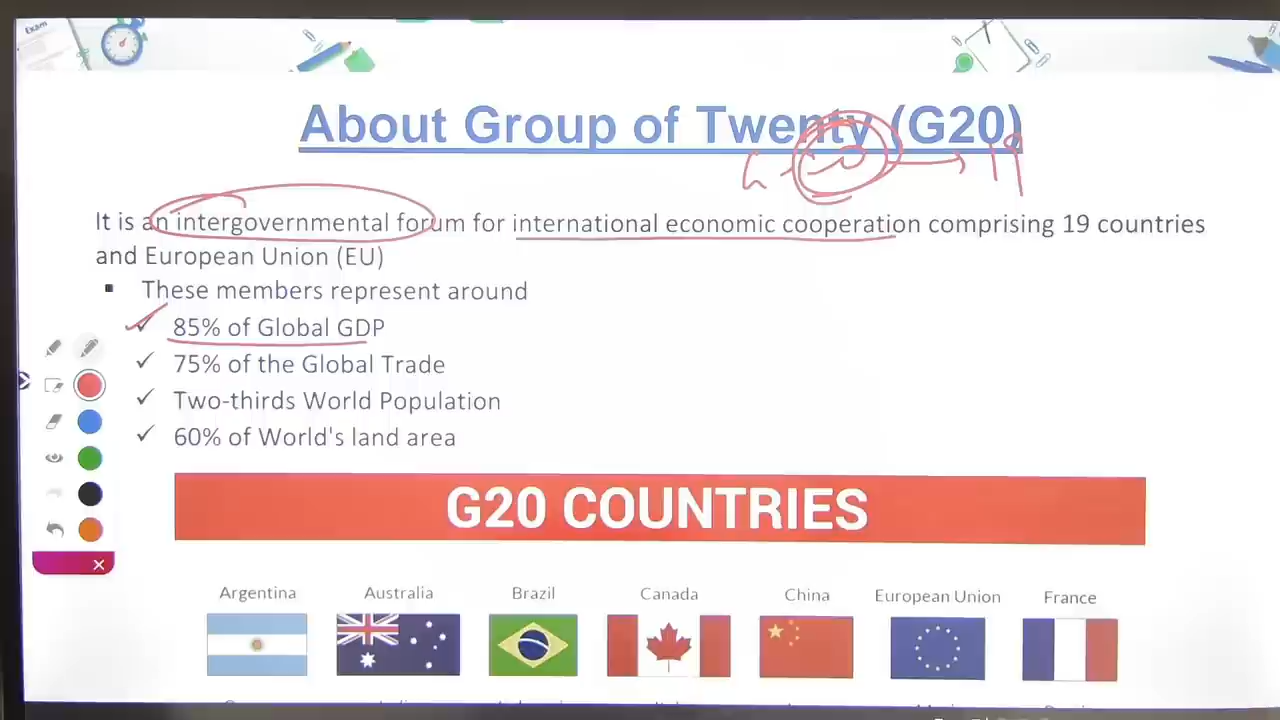 Exam
About Group of Twenty (G20)
19
It is an intergovernmental forum for international economic cooperation comprising 19 countries
and European Union (EU)
These members represent around
85% of Global GDP
75% of the Global Trade
Two-thirds World Population
60% of World's land area
G20 COUNTRIES
Argentina
Australia
Brazil
Canada
China
European Union
France